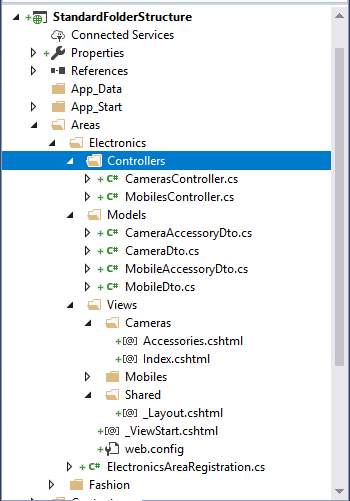 StandardFolderStructure
Connected Services
Properties
References
App_Data
App_Start
Areas
Electronics
Controllers
C# CamerasController.cs
C# MobilesController.cs
Models
C# CameraAccessoryDto.cs
C# CameraDto.cs
C# MobileAccessoryDto.cs
C# MobileDto.cs
Views
Cameras
[@] Accessories.cshtml
[@] Index.cshtml
Mobiles
Shared
[@] _Layout.cshtml
[@] _ViewStart.cshtml
web.config
C# ElectronicsAreaRegistration.cs
Fashion